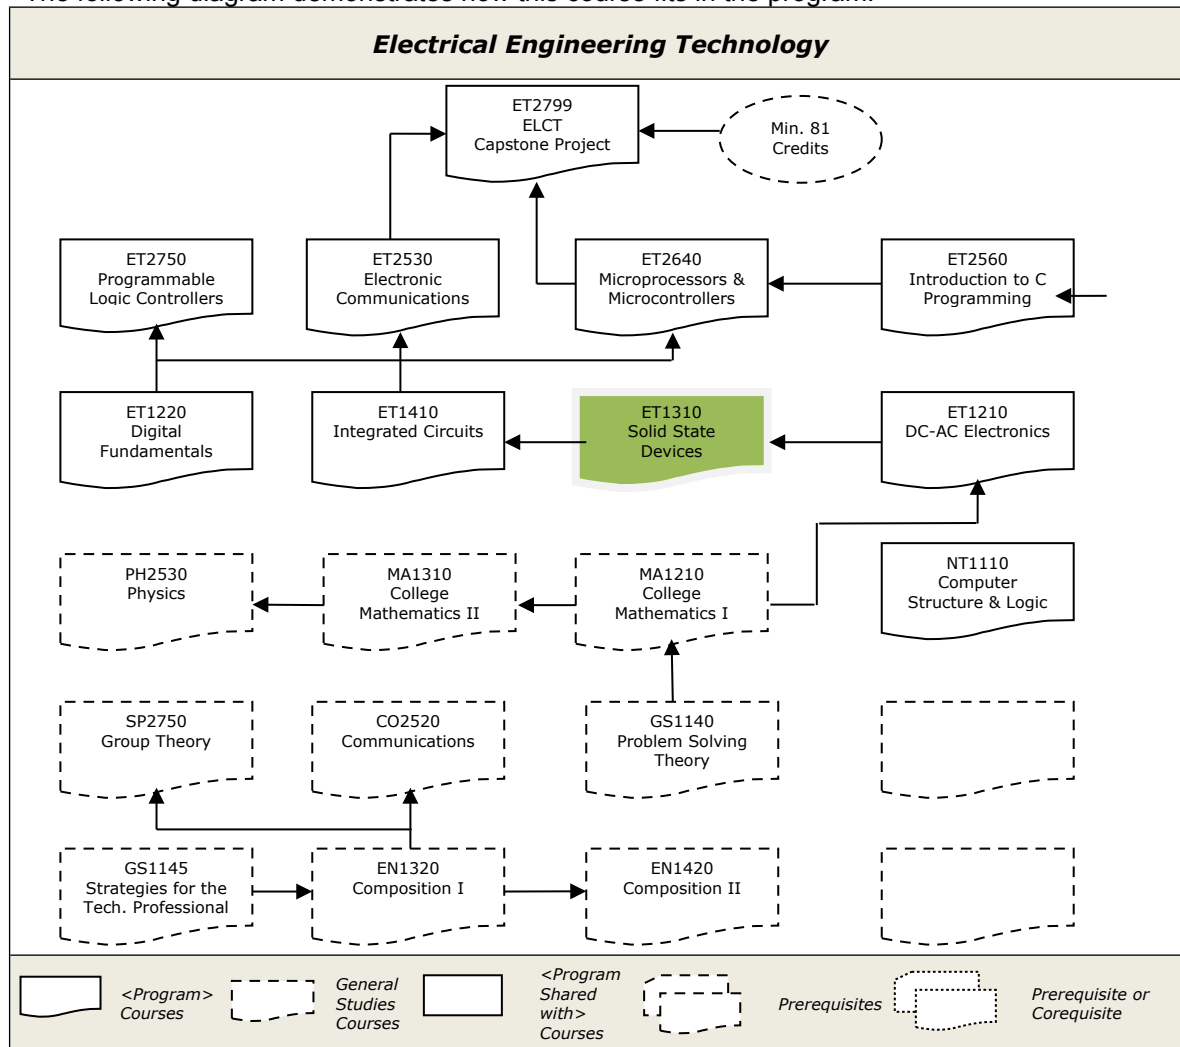 The following diagram demonstrates how this course fits in the program.
Electrical Engineering Technology
ET2799
ELCT
Capstone Project
Min. 81
Credits
ET2750
Programmable
Logic Controllers
ET2530
Electronic
Communications
ET2640
Microprocessors &
Microcontrollers
ET2560
Introduction to C
Programming
ET1220
Digital
Fundamentals
ET1410
Integrated Circuits
ET1310
Solid State
Devices
ET1210
DC-AC Electronics
PH2530
Physics
MA1310
College
Mathematics II
MA1210
College
Mathematics I
NT1110
Computer
Structure & Logic
SP2750
Group Theory
CO2520
Communications
GS1140
Problem Solving
Theory
GS1145
Strategies for the
Tech. Professional
EN1320
Composition I
EN1420
Composition II
<Program>
Courses
General
Studies
Courses
<Program
Shared
with>
Courses
Prerequisites
Prerequisite or
Corequisite